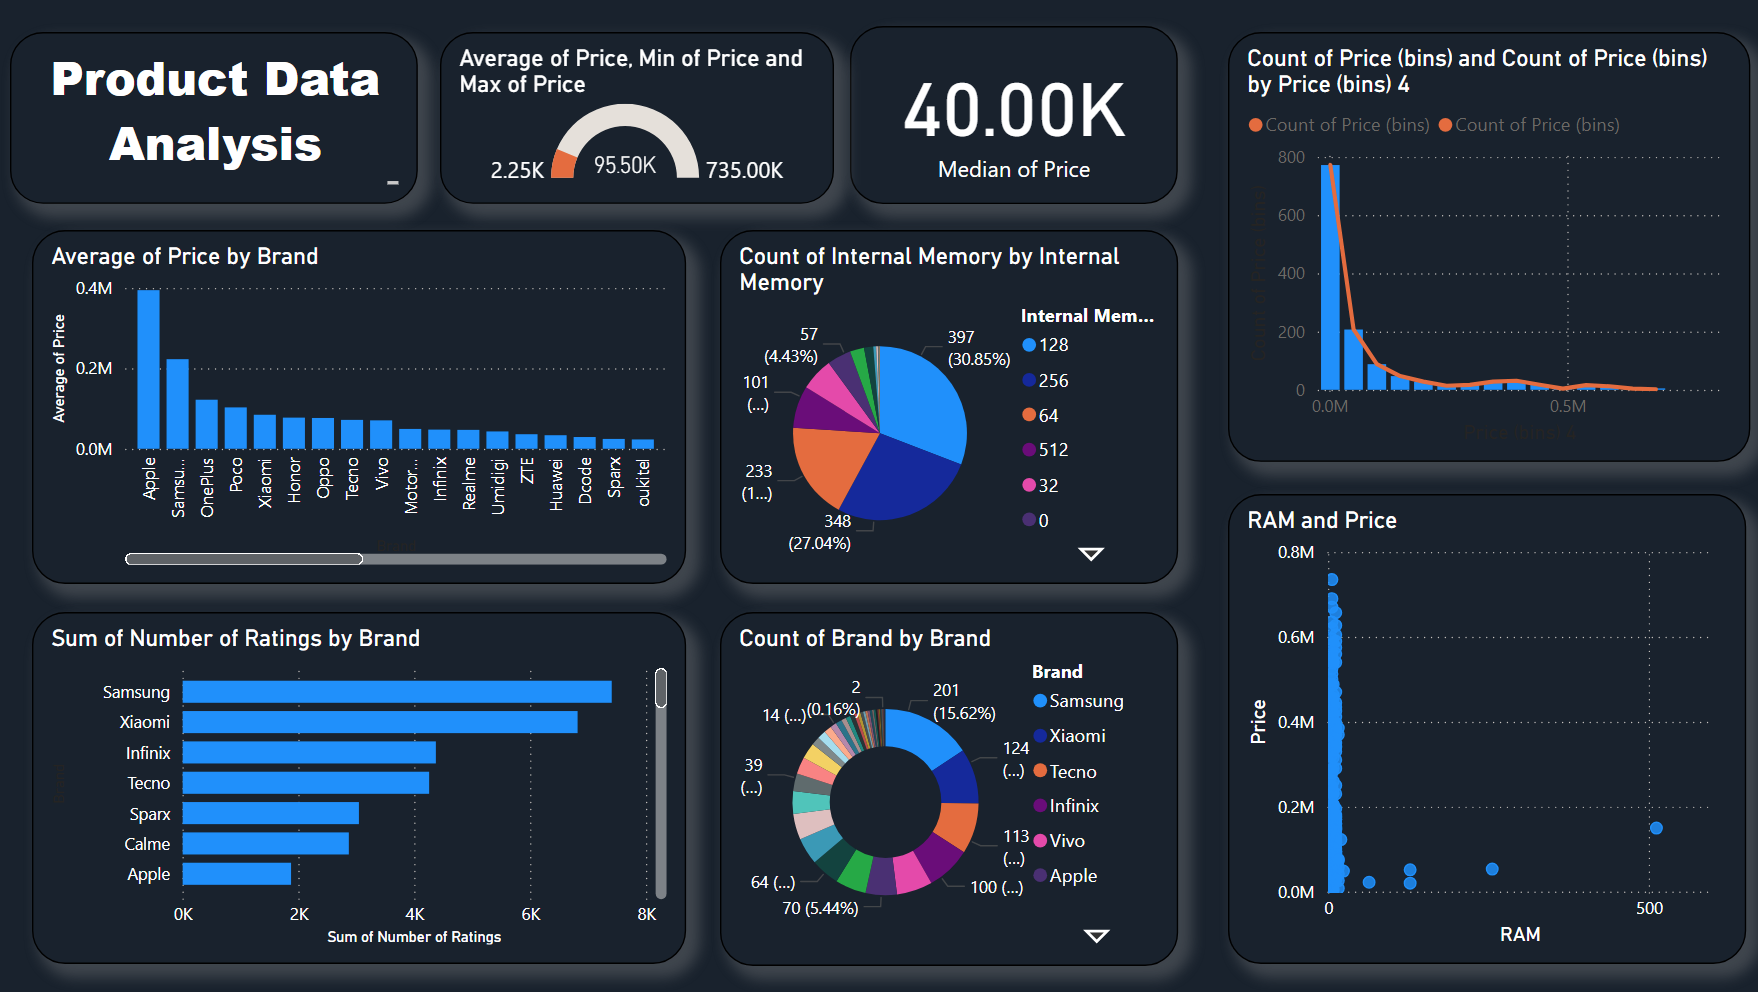 Product Data
Analysis
Average of Price, Min of Price and
Max of Price
2.25K
95.50K
735.00K
40.00K
Median of Price
Count of Price (bins) and Count of Price (bins)
by Price (bins) 4
Count of Price (bins)
Count of Price (bins)
800
600
400
200
0
0.0M
0.5M
Average of Price by Brand
Average of Price
0.4M
0.2M
0.0M
Apple
Samsu...
OnePlus
Poco
Xiaomi
Honor
Oppo
Tecno
Vivo
Motor...
Infinix
Realme
Umidigi
ZTE
Huawei
Dcode
Sparx
oukitel
Count of Internal Memory by Internal
Memory
57
(4.43%)
101
(...)
233
(1...)
348
(27.04%)
397
(30.85%)
Internal Mem...
128
256
64
512
32
0
Sum of Number of Ratings by Brand
Samsung
Xiaomi
Infinix
Tecno
Sparx
Calme
Apple
0K
2K
4K
6K
8K
Sum of Number of Ratings
Count of Brand by Brand
2
(0.16%)
14 (...)
39
(...)
64 (...)
70 (5.44%)
100 (...)
113
(...)
124
(...)
201
(15.62%)
Brand
Samsung
Xiaomi
Tecno
Infinix
Vivo
Apple
RAM and Price
Price
0.8M
0.6M
0.4M
0.2M
0.0M
0
500
RAM